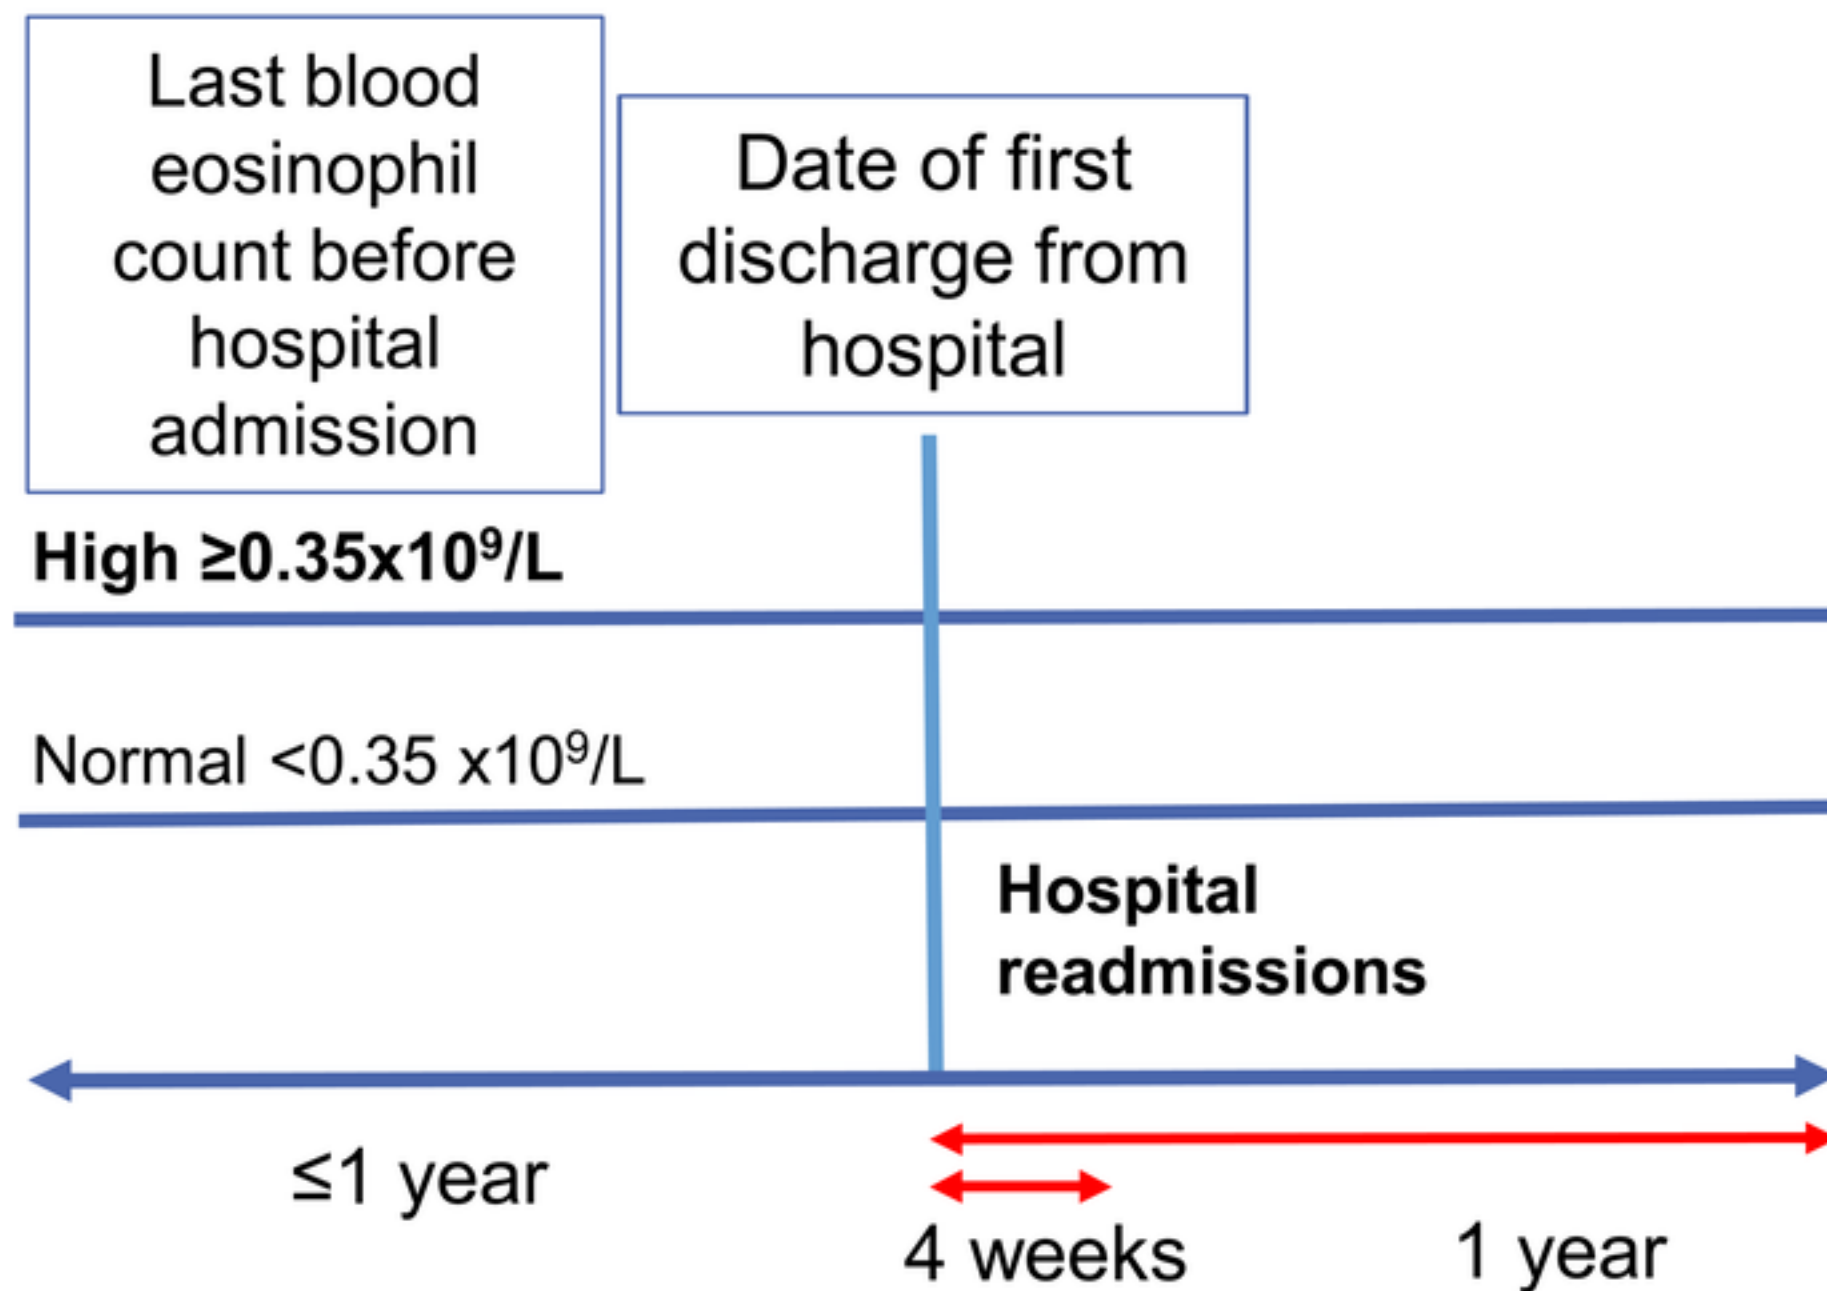 Last blood
eosinophil
count before
hospital
admission
Date of first
discharge from
hospital
High ≥0.35x10⁹/L
Normal <0.35 x10⁹/L
Hospital
readmissions
≤1 year
4 weeks
1 year